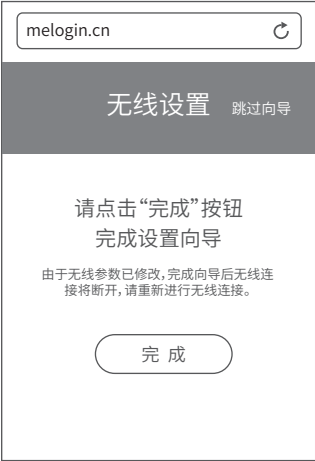 melogin.cn
无线设置 跳过向导
请点击“完成”按钮
完成设置向导
由于无线参数已修改,完成向导后无线连
接将断开,请重新进行无线连接。
完 成